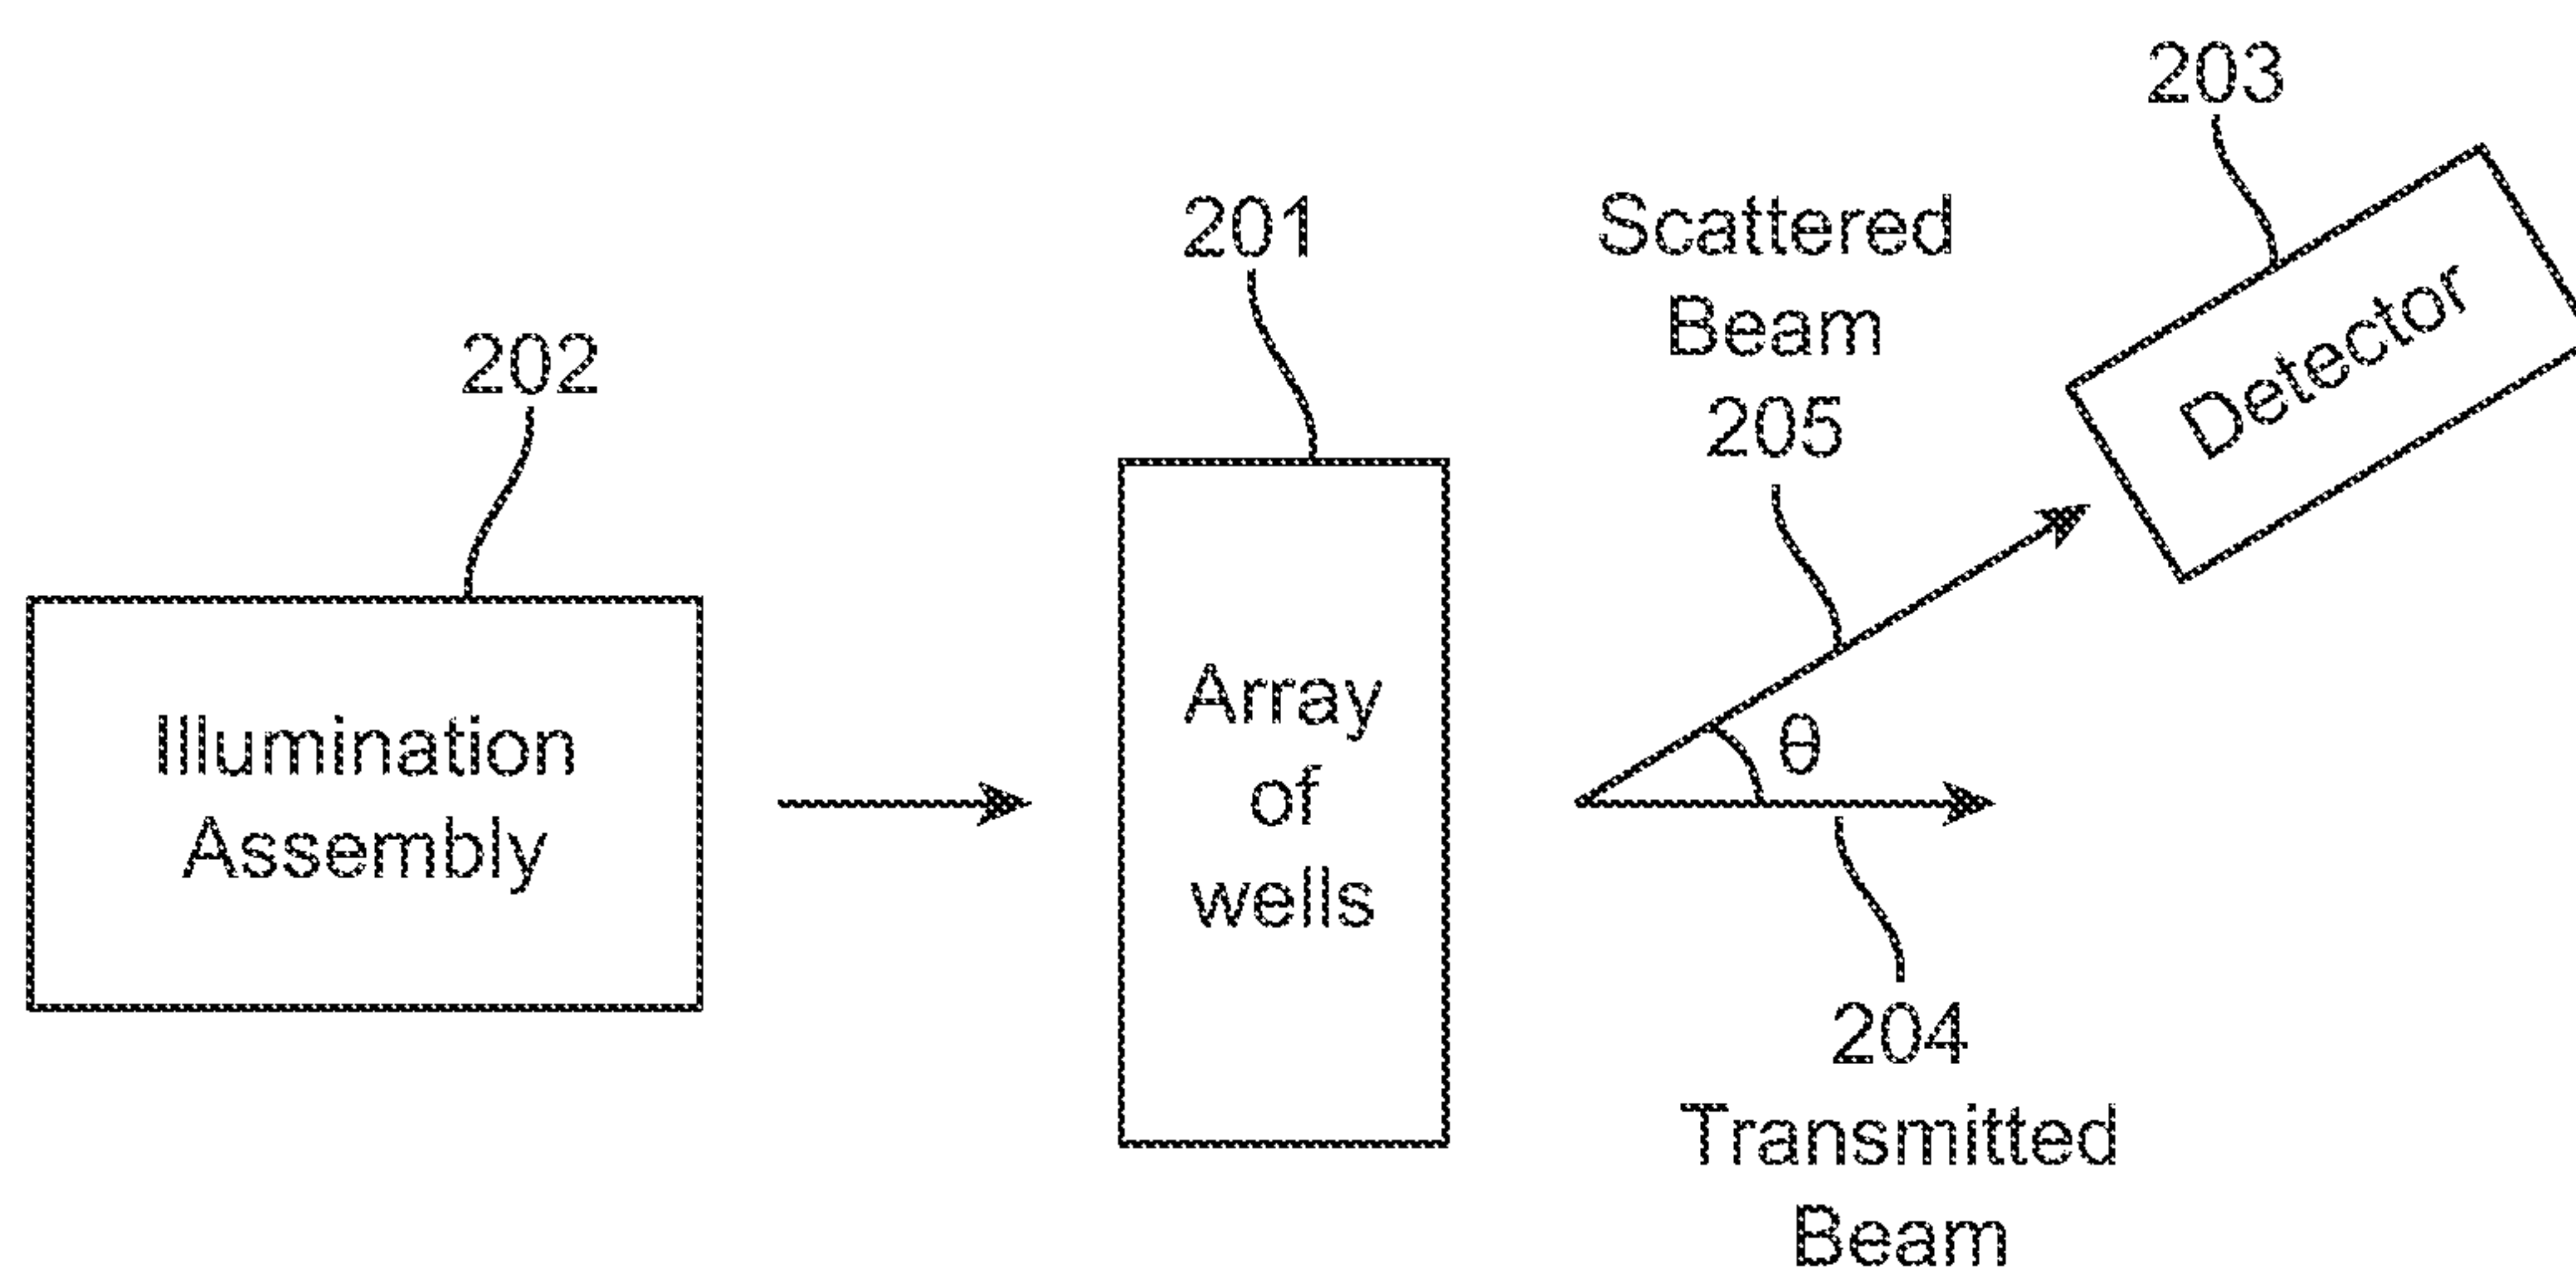 203
201
Scattered
Beam
205
202
Detector
Array
of
wells
Illumination
Assembly
θ
204
Transmitted
Beam